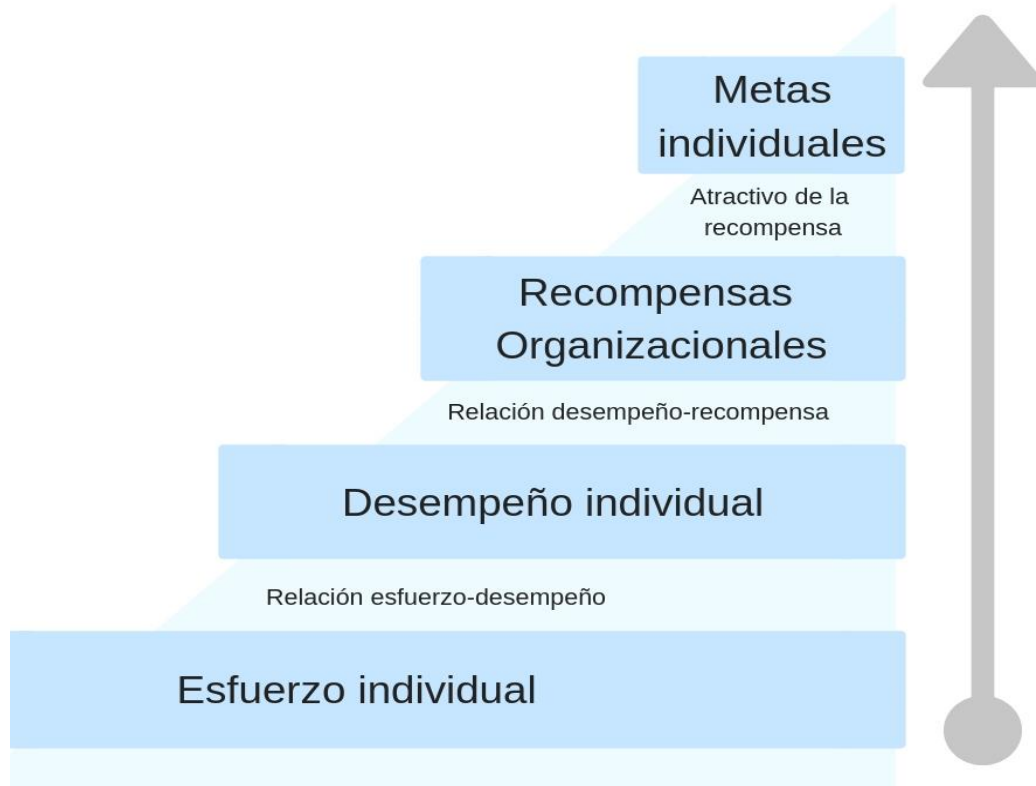 Metas
individuales
Atractivo de la
recompensa
Recompensas
Organizacionales
Relación desempeño-recompensa
Desempeño individual
Relación esfuerzo-desempeño
Esfuerzo individual